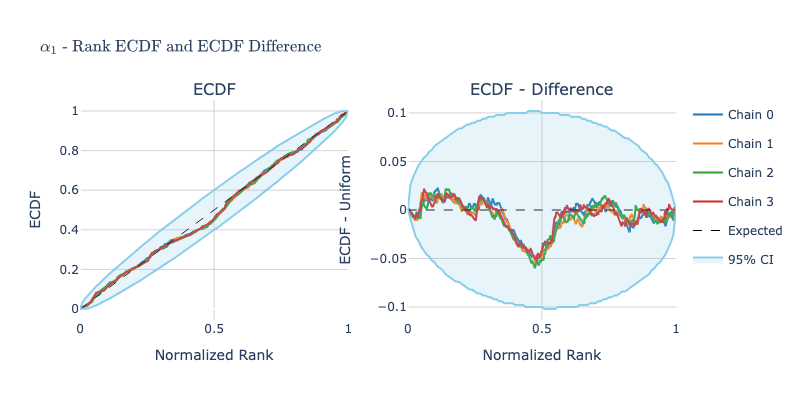 α₁ - Rank ECDF and ECDF Difference
ECDF
ECDF - Difference
ECDF
1
0.8
0.6
0.4
0.2
0
0
0.5
1
Normalized Rank
ECDF - Uniform
0.1
0.05
0
−0.05
−0.1
0
0.5
1
Normalized Rank
Chain 0
Chain 1
Chain 2
Chain 3
Expected
95% CI